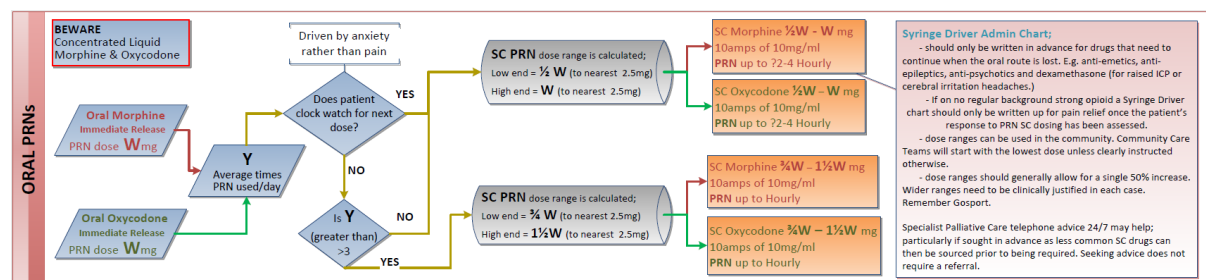 ORAL PRNs
BEWARE
Concentrated Liquid
Morphine & Oxycodone
Oral Morphine
Immediate Release
PRN dose Wmg
Oral Oxycodone
Immediate Release
PRN dose Wmg
Y
Average times
PRN used/day
Driven by anxiety
rather than pain
Does patient
clock watch for next
dose?
YES
NO
Is Y
(greater than)
>3
NO
YES
SC PRN dose range is calculated;
Low end = ½ W (to nearest 2.5mg)
High end = W (to nearest 2.5mg)
SC PRN dose range is calculated;
Low end = ¾ W (to nearest 2.5mg)
High end = 1½W (to nearest 2.5mg)
SC Morphine ½W - W mg
10amps of 10mg/ml
PRN up to ?2-4 Hourly
SC Oxycodone ½W – W mg
10amps of 10mg/ml
PRN up to ?2-4 Hourly
SC Morphine ¾W – 1½W mg
10amps of 10mg/ml
PRN up to Hourly
SC Oxycodone ¾W – 1½W mg
10amps of 10mg/ml
PRN up to Hourly
Syringe Driver Admin Chart;
- should only be written in advance for drugs that need to
continue when the oral route is lost. E.g. anti-emetics, anti-
epileptics, anti-psychotics and dexamethasone (for raised ICP or
cerebral irritation headaches.)
- If on no regular background strong opioid a Syringe Driver
chart should only be written up for pain relief once the patient's
response to PRN SC dosing has been assessed.
- dose ranges can be used in the community. Community Care
Teams will start with the lowest dose unless clearly instructed
otherwise.
- dose ranges should generally allow for a single 50% increase.
Wider ranges need to be clinically justified in each case.
Remember Gosport.
Specialist Palliative Care telephone advice 24/7 may help;
particularly if sought in advance as less common SC drugs can
then be sourced prior to being required. Seeking advice does
not require a referral.